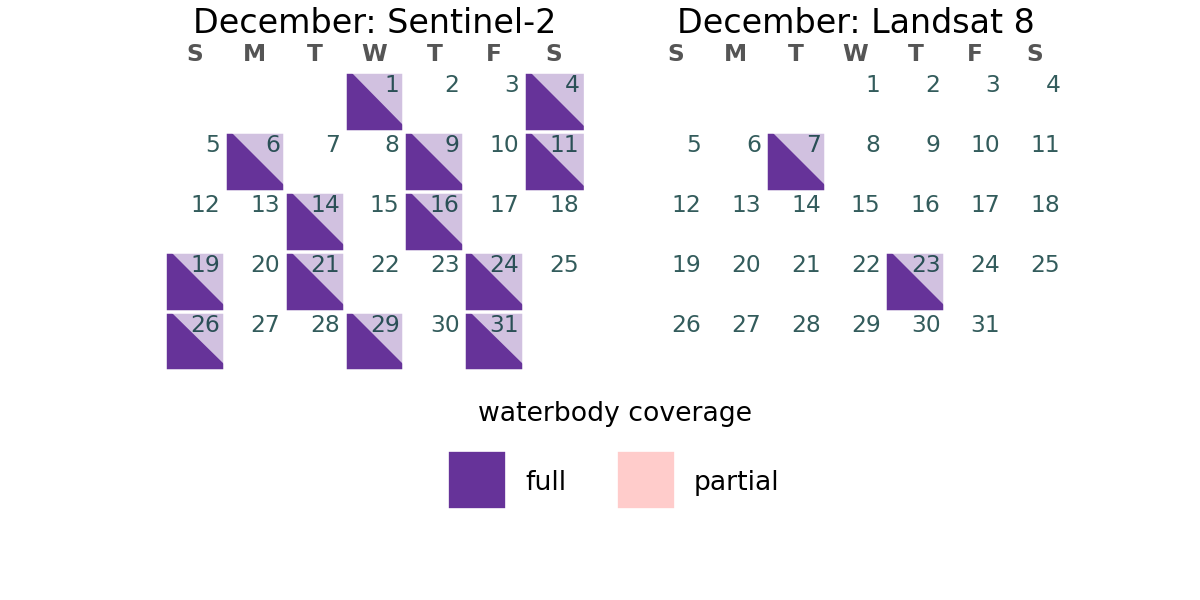 December: Sentinel-2
S M T W T F S
1 2 3 4
5 6 7 8 9 10 11
12 13 14 15 16 17 18
19 20 21 22 23 24 25
26 27 28 29 30 31
December: Landsat 8
S M T W T F S
1 2 3 4
5 6 7 8 9 10 11
12 13 14 15 16 17 18
19 20 21 22 23 24 25
26 27 28 29 30 31
waterbody coverage
full partial